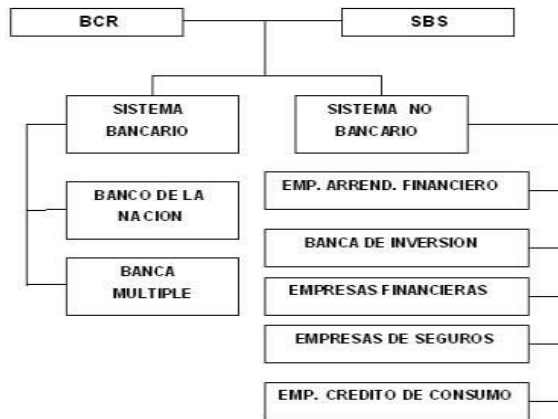 BCR
SBS
SISTEMA
BANCARIO
SISTEMA NO
BANCARIO
BANCO DE LA
NACION
BANCA
MULTIPLE
EMP. ARREND. FINANCIERO
BANCA DE INVERSION
EMPRESAS FINANCIERAS
EMPRESAS DE SEGUROS
EMP. CREDITO DE CONSUMO